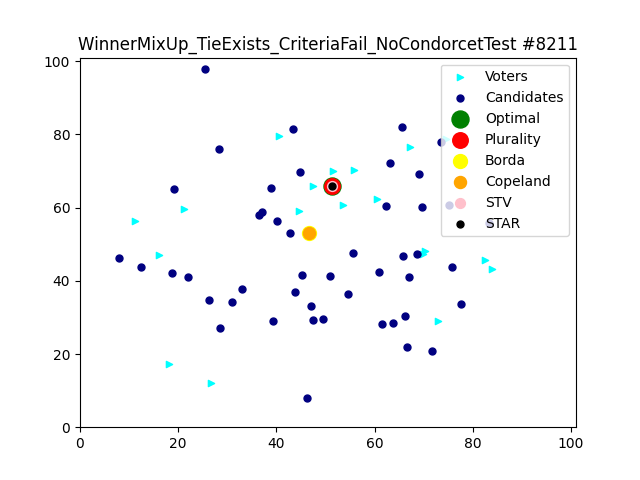 WinnerMixUp_TieExists_CriteriaFail_NoCondorcetTest #8211
Voters
Candidates
Optimal
Plurality
Borda
Copeland
STV
STAR
100
80
60
40
20
0
0 20 40 60 80 100